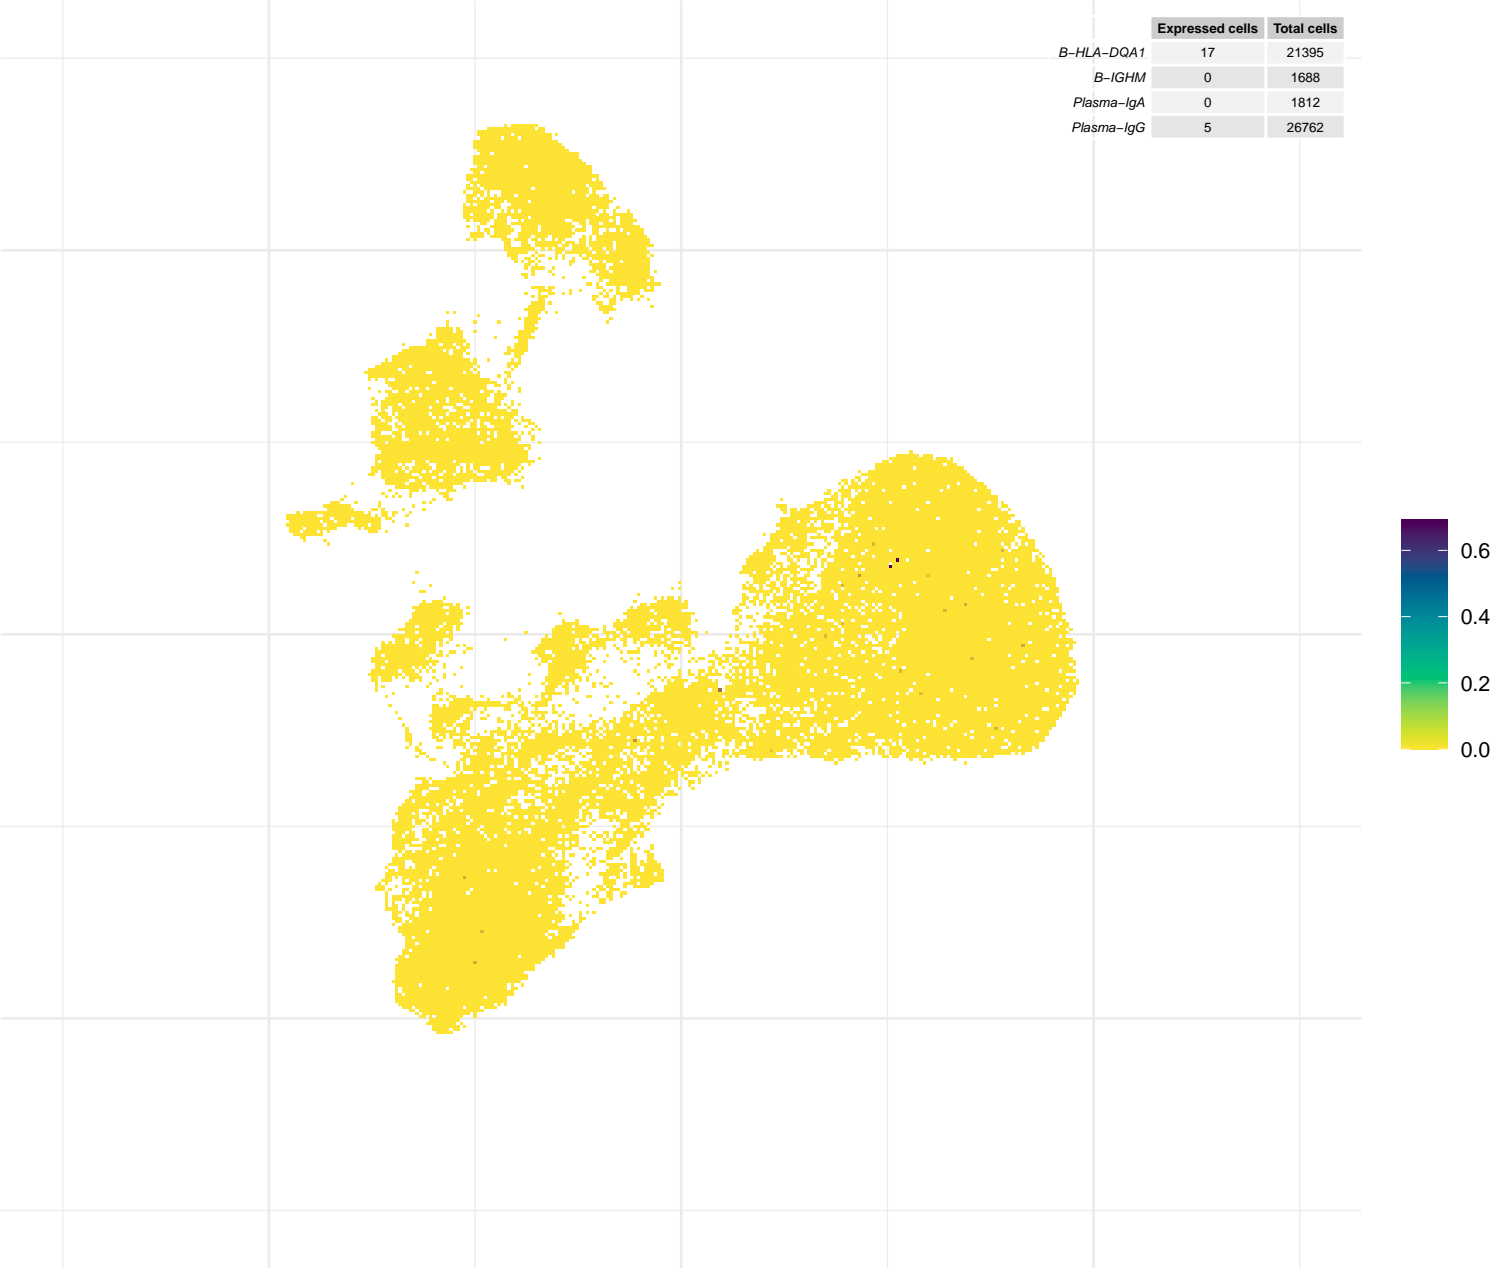 Expressed cells Total cells
B−HLA−DQA1 17 21395
B−IGHM 0 1688
Plasma−IgA 0 1812
Plasma−IgG 5 26762
0.6
0.4
0.2
0.0